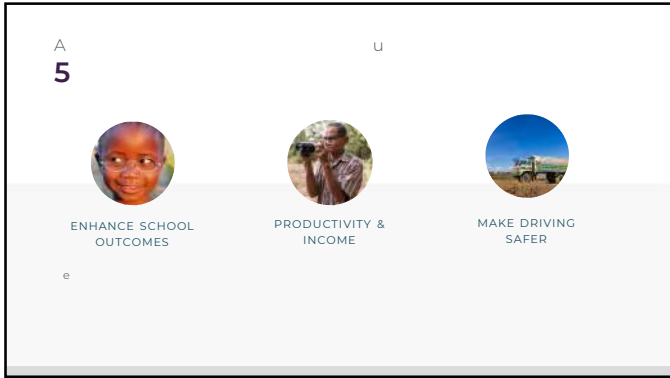 A
u
5
ENHANCE SCHOOL
OUTCOMES
PRODUCTIVITY &
INCOME
MAKE DRIVING
SAFER
e